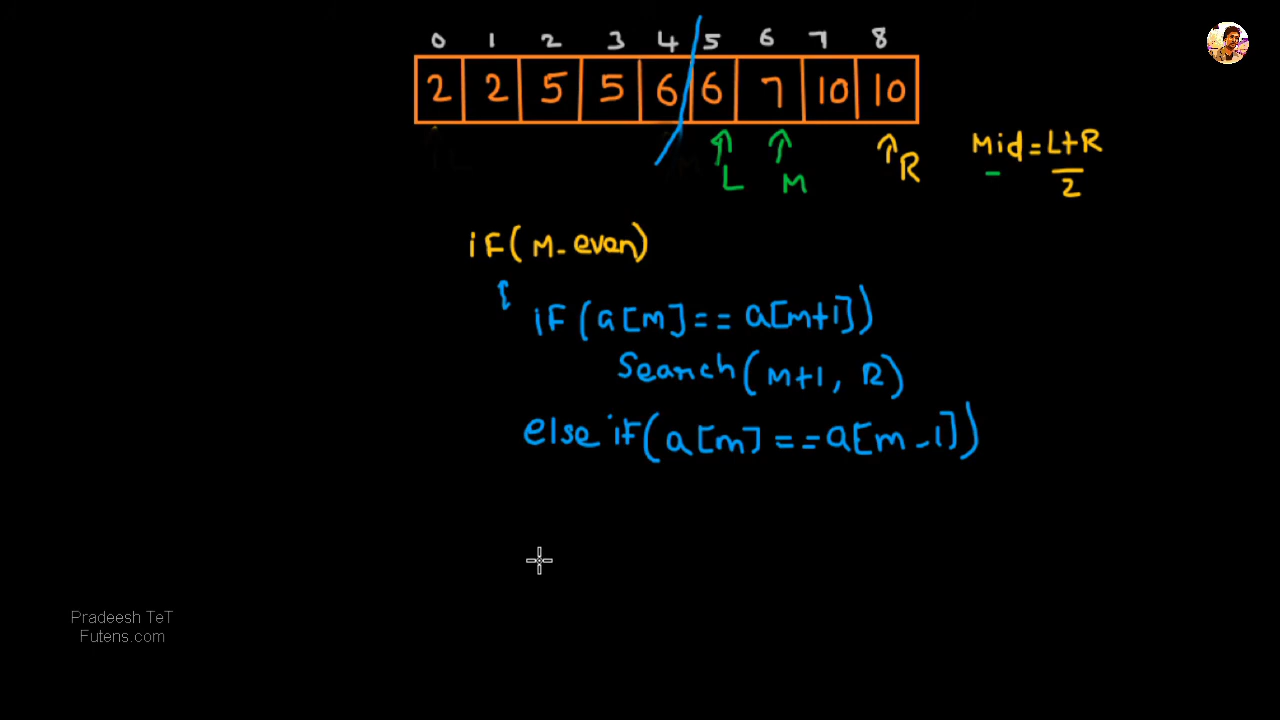 0 1 2 3 4 5 6 7 8
2 2 5 5 6 6 7 10 10
L M R
Mid = L+R
2
if (M-even)
{
if (a[m] == a[m+1])
Search (M+1, R)
else if (a[m] == a[m-1])
Pradeesh TeT
Futens.com